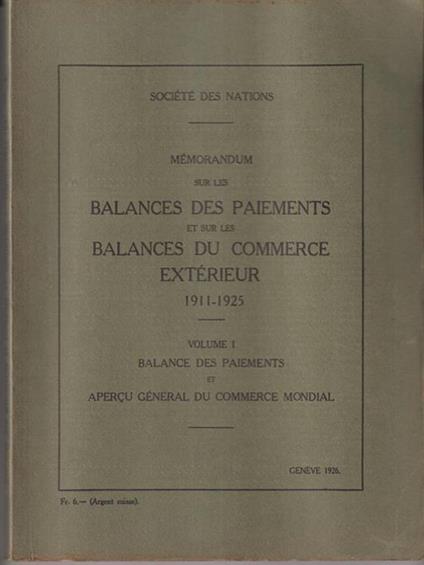 SOCIÉTÉ DES NATIONS
MÉMORANDUM
SUR LES
BALANCES DES PAIEMENTS
ET SUR LES
BALANCES DU COMMERCE
EXTÉRIEUR
1911-1925
VOLUME I
BALANCE DES PAIEMENTS
ET
APERÇU GÉNÉRAL DU COMMERCE MONDIAL
GENÈVE 1926.
Fr. 6.— (Argent suisse).